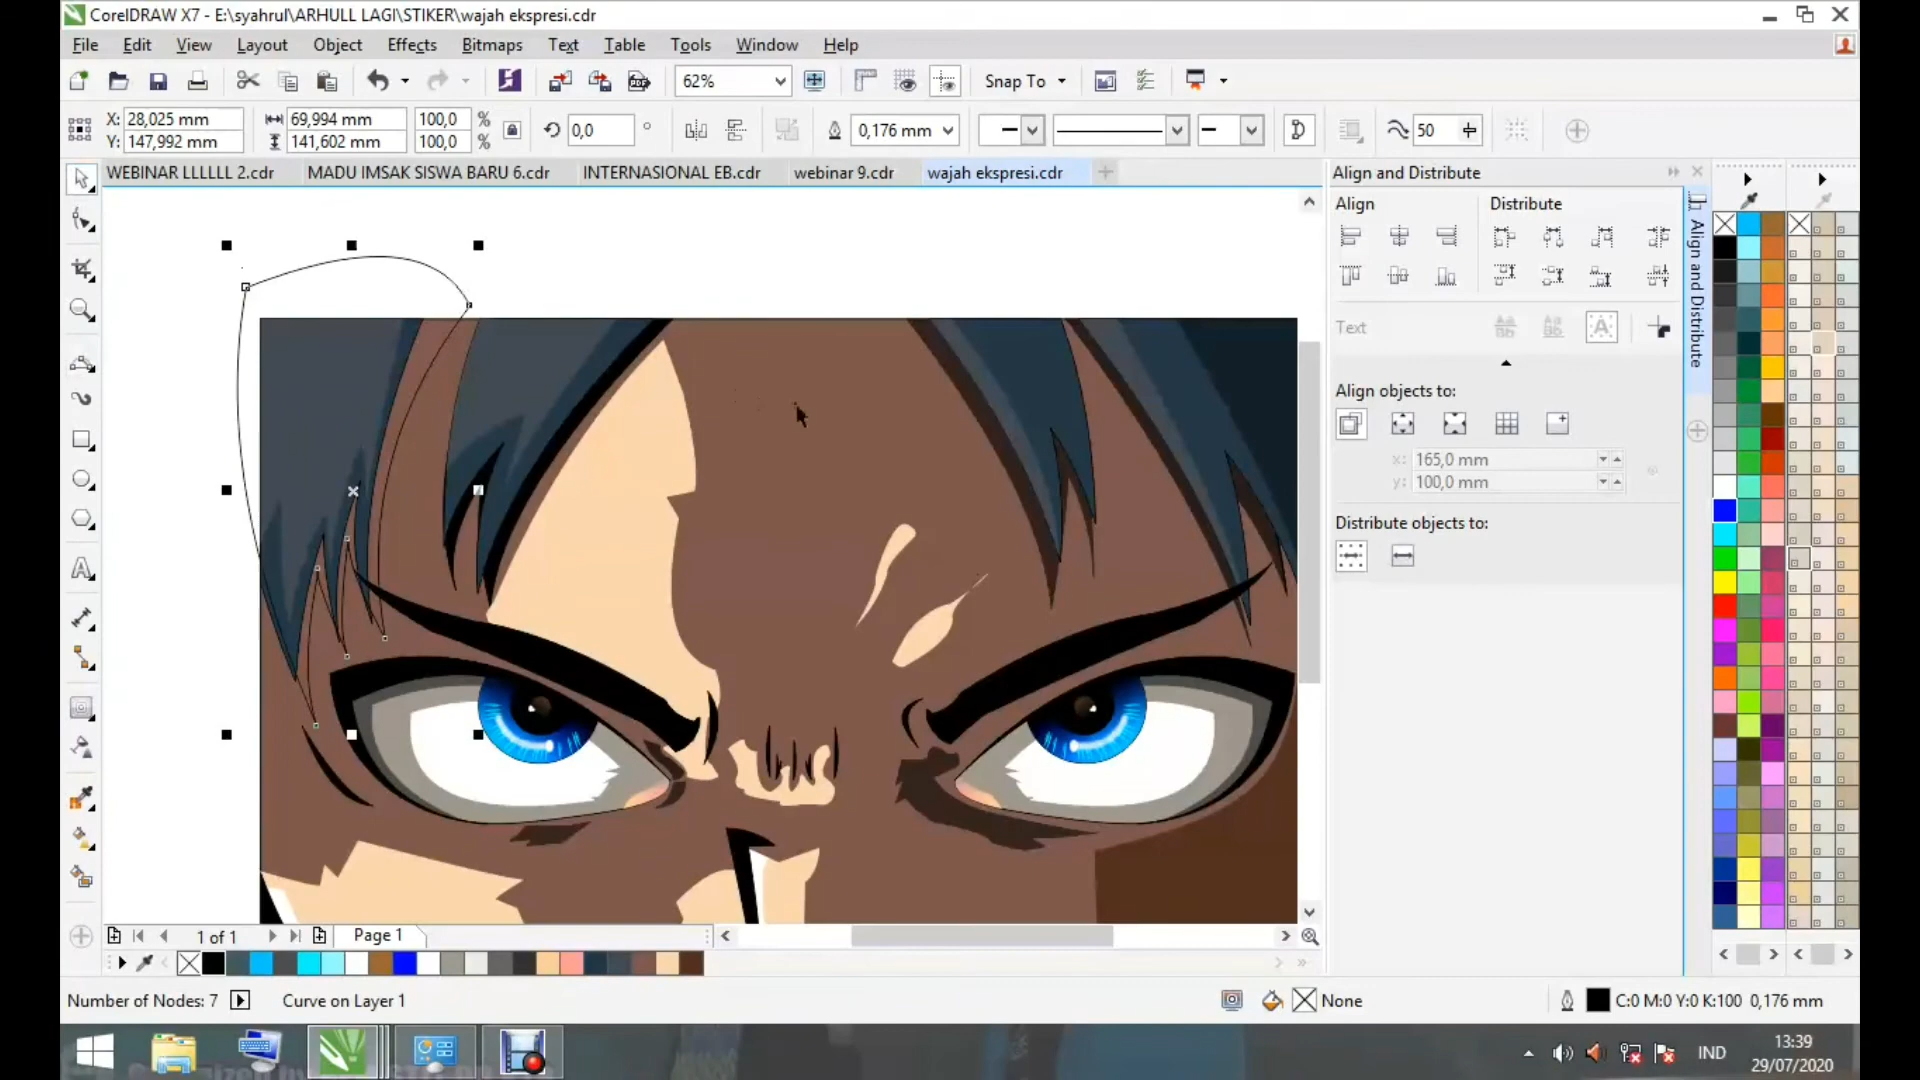 CorelDRAW X7 - E:\syahrul\ARHULL LAGI\STIKER\wajah ekspresi.cdr
File Edit View Layout Object Effects Bitmaps Text Table Tools Window Help
62% Snap To
X: 28,025 mm 69,994 mm 100,0 % 0,0 ° 0,176 mm 50
Y: 147,992 mm 141,602 mm 100,0 %
WEBINAR LLLLLL 2.cdr MADU IMSAK SISWA BARU 6.cdr INTERNASIONAL EB.cdr webinar 9.cdr wajah ekspresi.cdr
Align and Distribute
Align Distribute
Text
Align objects to:
x: 165,0 mm
y: 100,0 mm
Distribute objects to:
Align and Distribute
1 of 1 Page 1
Number of Nodes: 7 Curve on Layer 1 None C:0 M:0 Y:0 K:100 0,176 mm
IND 13:39
29/07/2020